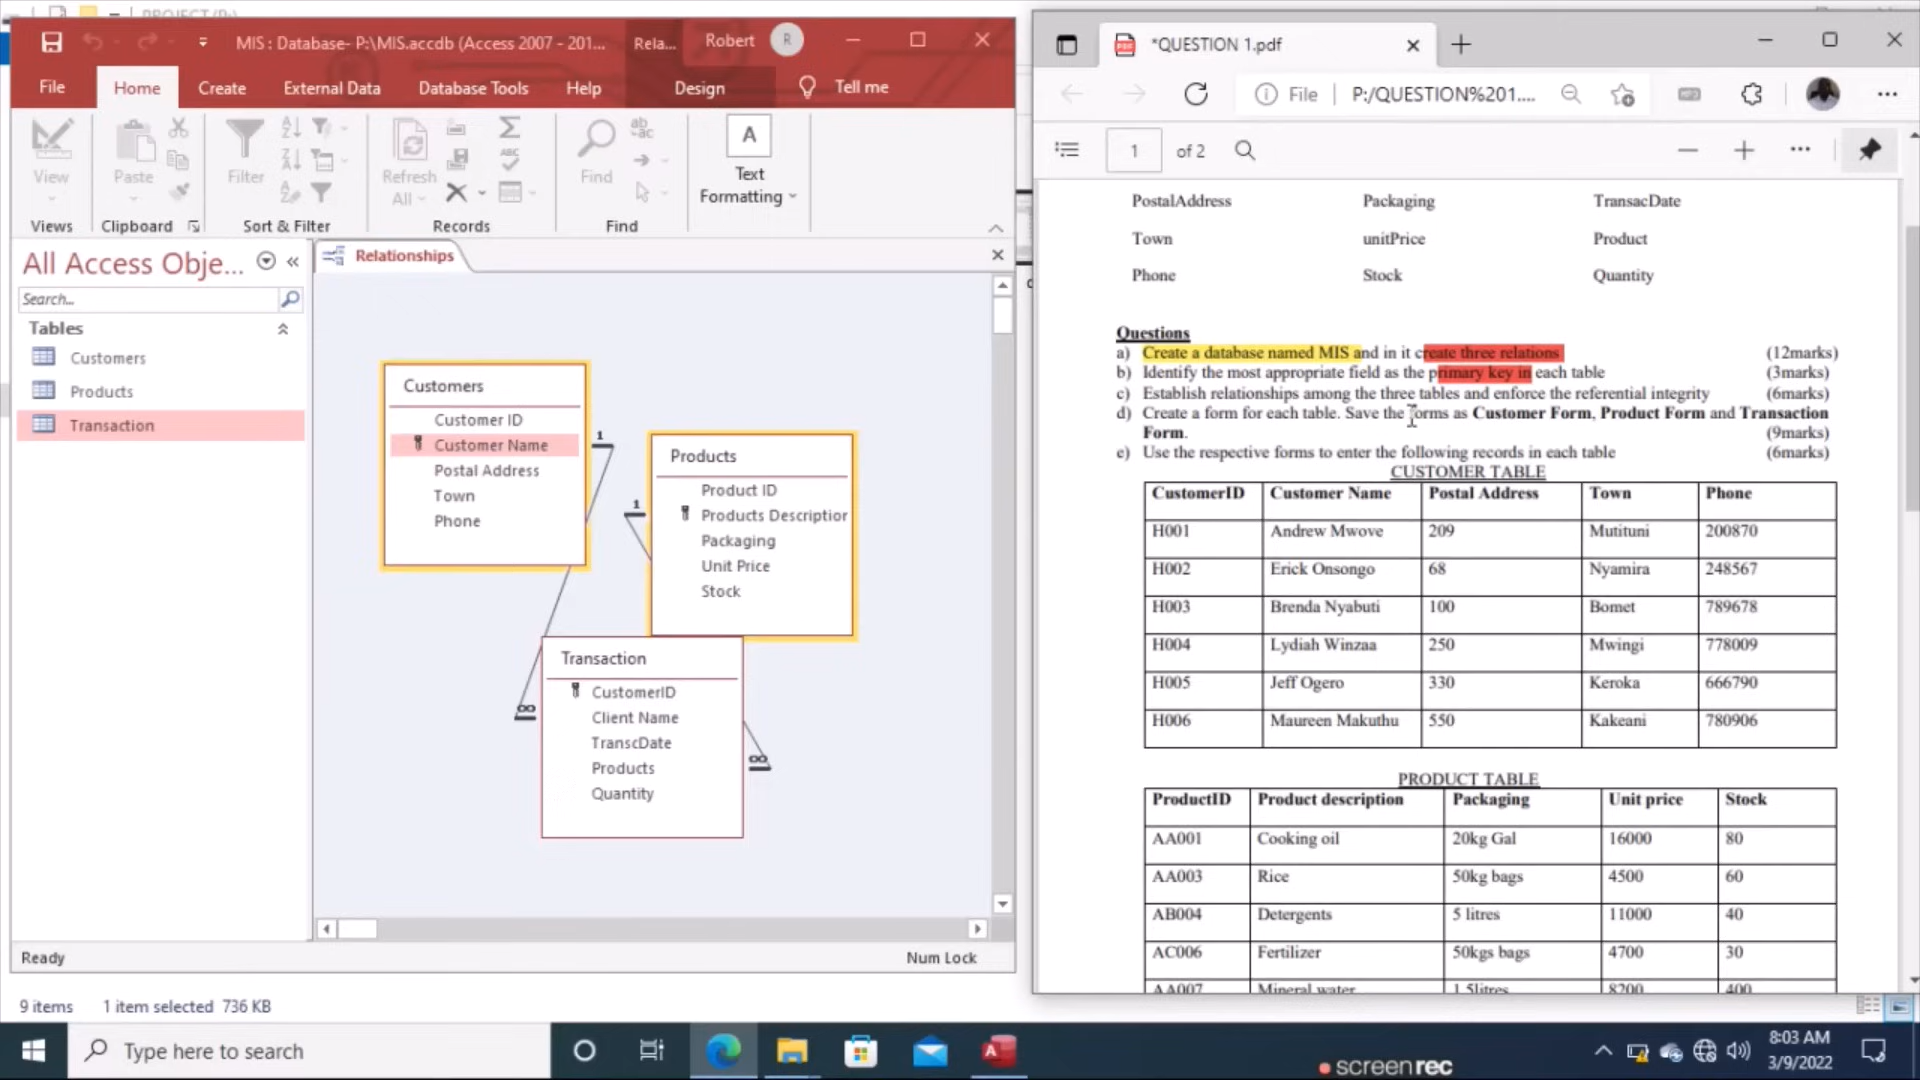 MIS : Database- P:\MIS.accdb (Access 2007 - 201...
Rela...
Robert
R
File
Home
Create
External Data
Database Tools
Help
Design
Tell me
View
Paste
Filter
Refresh
All
Find
A
Text
Formatting
Views
Clipboard
Sort & Filter
Records
Find
All Access Obje...
Search...
Tables
Customers
Products
Transaction
Relationships
Customers
Customer ID
Customer Name
Postal Address
Town
Phone
1
1
Products
Product ID
Products Description
Packaging
Unit Price
Stock
Transaction
CustomerID
Client Name
TranscDate
Products
Quantity
∞
∞
Ready
Num Lock
9 items
1 item selected 736 KB
*QUESTION 1.pdf
File
P:/QUESTION%201....
1 of 2
PostalAddress Packaging TransacDate
Town unitPrice Product
Phone Stock Quantity
Questions
a) Create a database named MIS and in it create three relations (12marks)
b) Identify the most appropriate field as the primary key in each table (3marks)
c) Establish relationships among the three tables and enforce the referential integrity (6marks)
d) Create a form for each table. Save the forms as Customer Form, Product Form and Transaction
Form. (9marks)
e) Use the respective forms to enter the following records in each table (6marks)
CUSTOMER TABLE
CustomerID Customer Name Postal Address Town Phone
H001 Andrew Mwove 209 Mutituni 200870
H002 Erick Onsongo 68 Nyamira 248567
H003 Brenda Nyabuti 100 Bomet 789678
H004 Lydiah Winzaa 250 Mwingi 778009
H005 Jeff Ogero 330 Keroka 666790
H006 Maureen Makuthu 550 Kakeani 780906
PRODUCT TABLE
ProductID Product description Packaging Unit price Stock
AA001 Cooking oil 20kg Gal 16000 80
AA003 Rice 50kg bags 4500 60
AB004 Detergents 5 litres 11000 40
AC006 Fertilizer 50kgs bags 4700 30
AA007 Mineral water 1.5litres 8200 400
Type here to search
screenrec
8:03 AM
3/9/2022